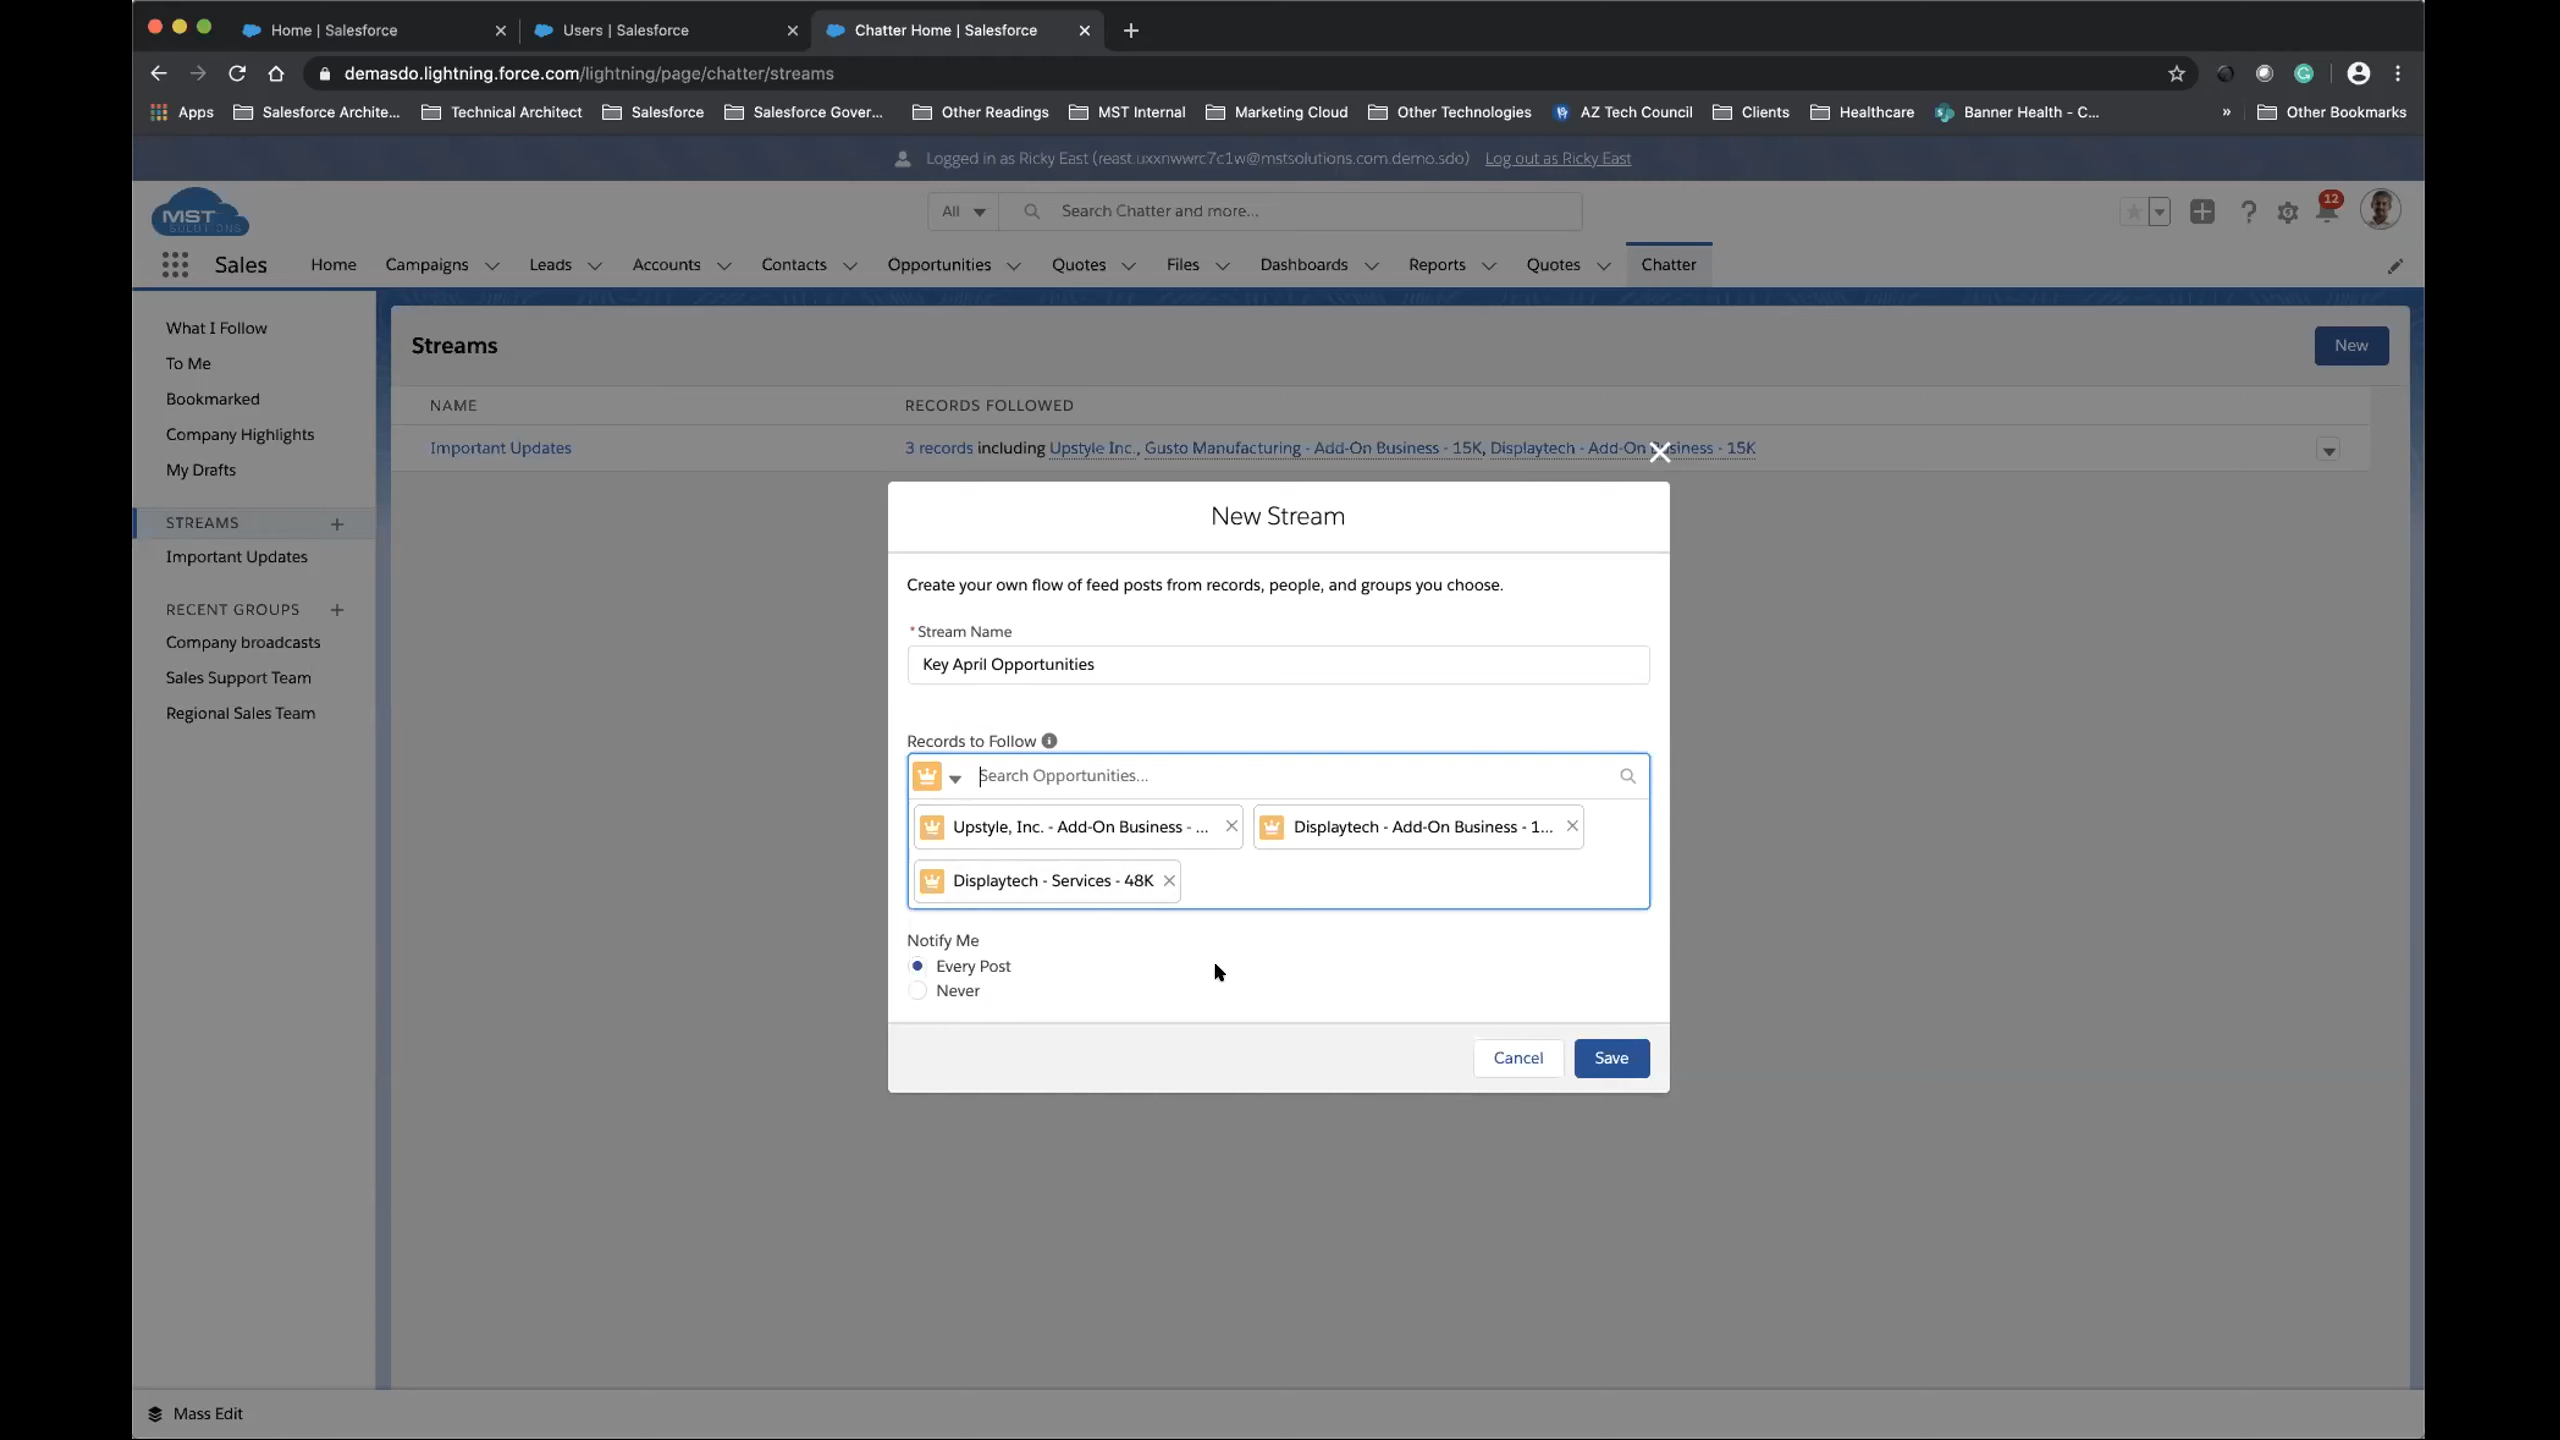 Home | Salesforce
Users | Salesforce
Chatter Home | Salesforce
demasdo.lightning.force.com/lightning/page/chatter/streams
Apps
Salesforce Archite...
Technical Architect
Salesforce
Salesforce Gover...
Other Readings
MST Internal
Marketing Cloud
Other Technologies
AZ Tech Council
Clients
Healthcare
Banner Health - C...
»
Other Bookmarks
Logged in as Ricky East (reast.uxxnwwrc7c1w@mstsolutions.com.demo.sdo)
Log out as Ricky East
MST
SOLUTIONS
All
Search Chatter and more...
12
Sales
Home
Campaigns
Leads
Accounts
Contacts
Opportunities
Quotes
Files
Dashboards
Reports
Quotes
Chatter
What I Follow
To Me
Bookmarked
Company Highlights
My Drafts
STREAMS
Important Updates
RECENT GROUPS
Company broadcasts
Sales Support Team
Regional Sales Team
Streams
New
NAME
RECORDS FOLLOWED
Important Updates
3 records including Upstyle Inc., Gusto Manufacturing - Add-On Business - 15K, Displaytech - Add-On Business - 15K
New Stream
Create your own flow of feed posts from records, people, and groups you choose.
*Stream Name
Key April Opportunities
Records to Follow
Search Opportunities...
Upstyle, Inc. - Add-On Business - ...
Displaytech - Add-On Business - 1...
Displaytech - Services - 48K
Notify Me
Every Post
Never
Cancel
Save
Mass Edit